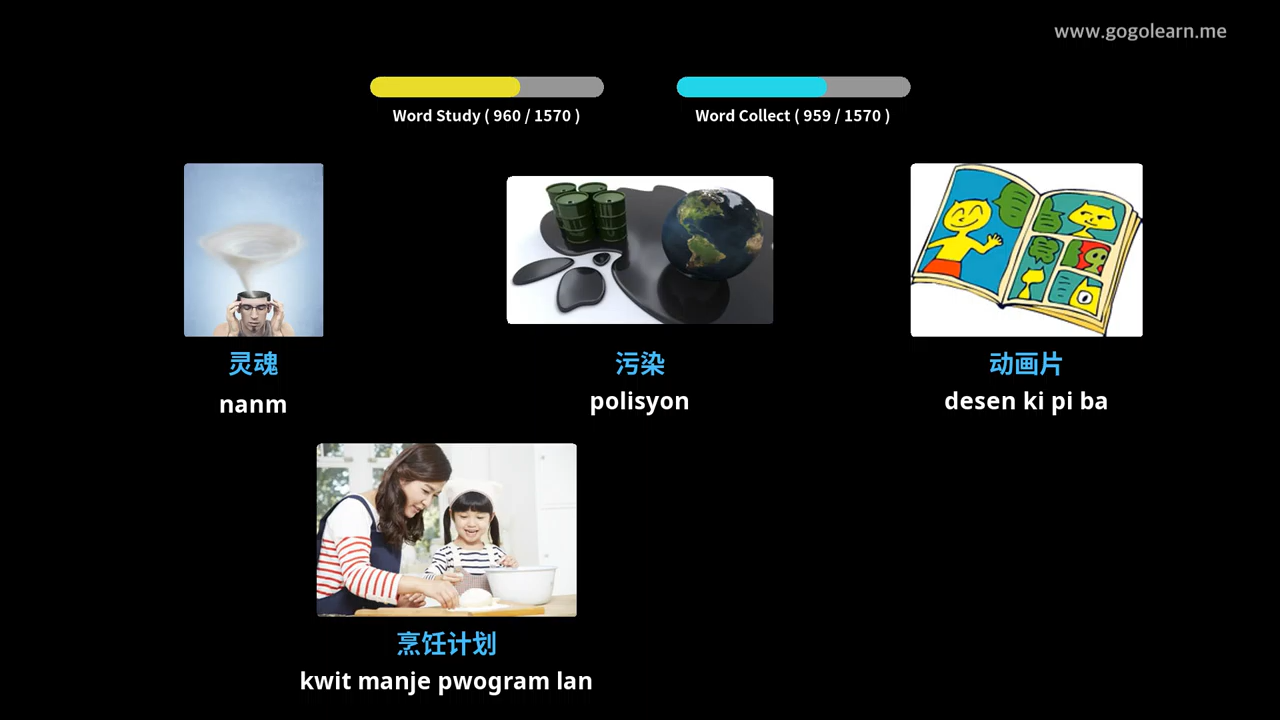 www.gogolearn.me
Word Study ( 960 / 1570 )
Word Collect ( 959 / 1570 )
灵魂
nanm
污染
polisyon
动画片
desen ki pi ba
烹饪计划
kwit manje pwogram lan